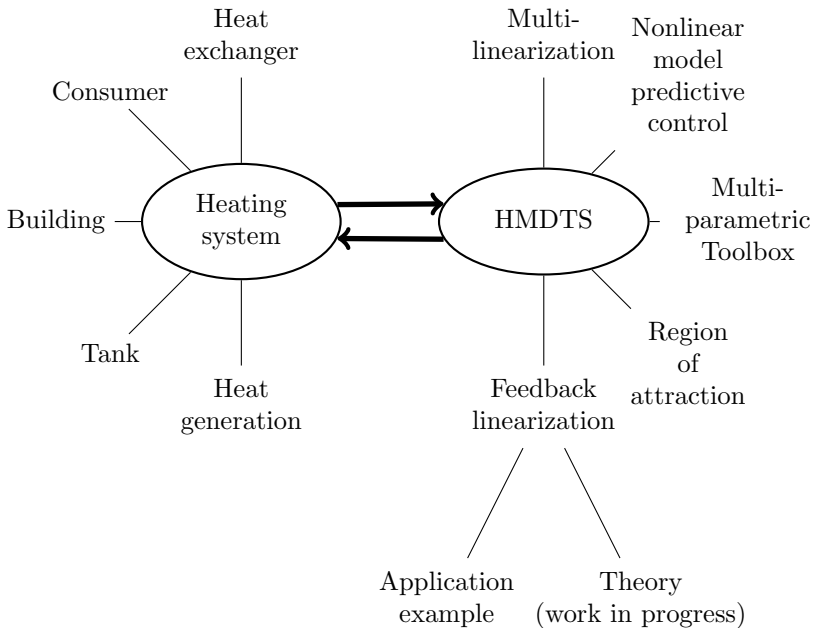 Heat
exchanger
Multi-
linearization
Nonlinear
model
predictive
control
Consumer
Building
Heating
system
HMDTS
Multi-
parametric
Toolbox
Tank
Region
of
attraction
Heat
generation
Feedback
linearization
Application
example
Theory
(work in progress)